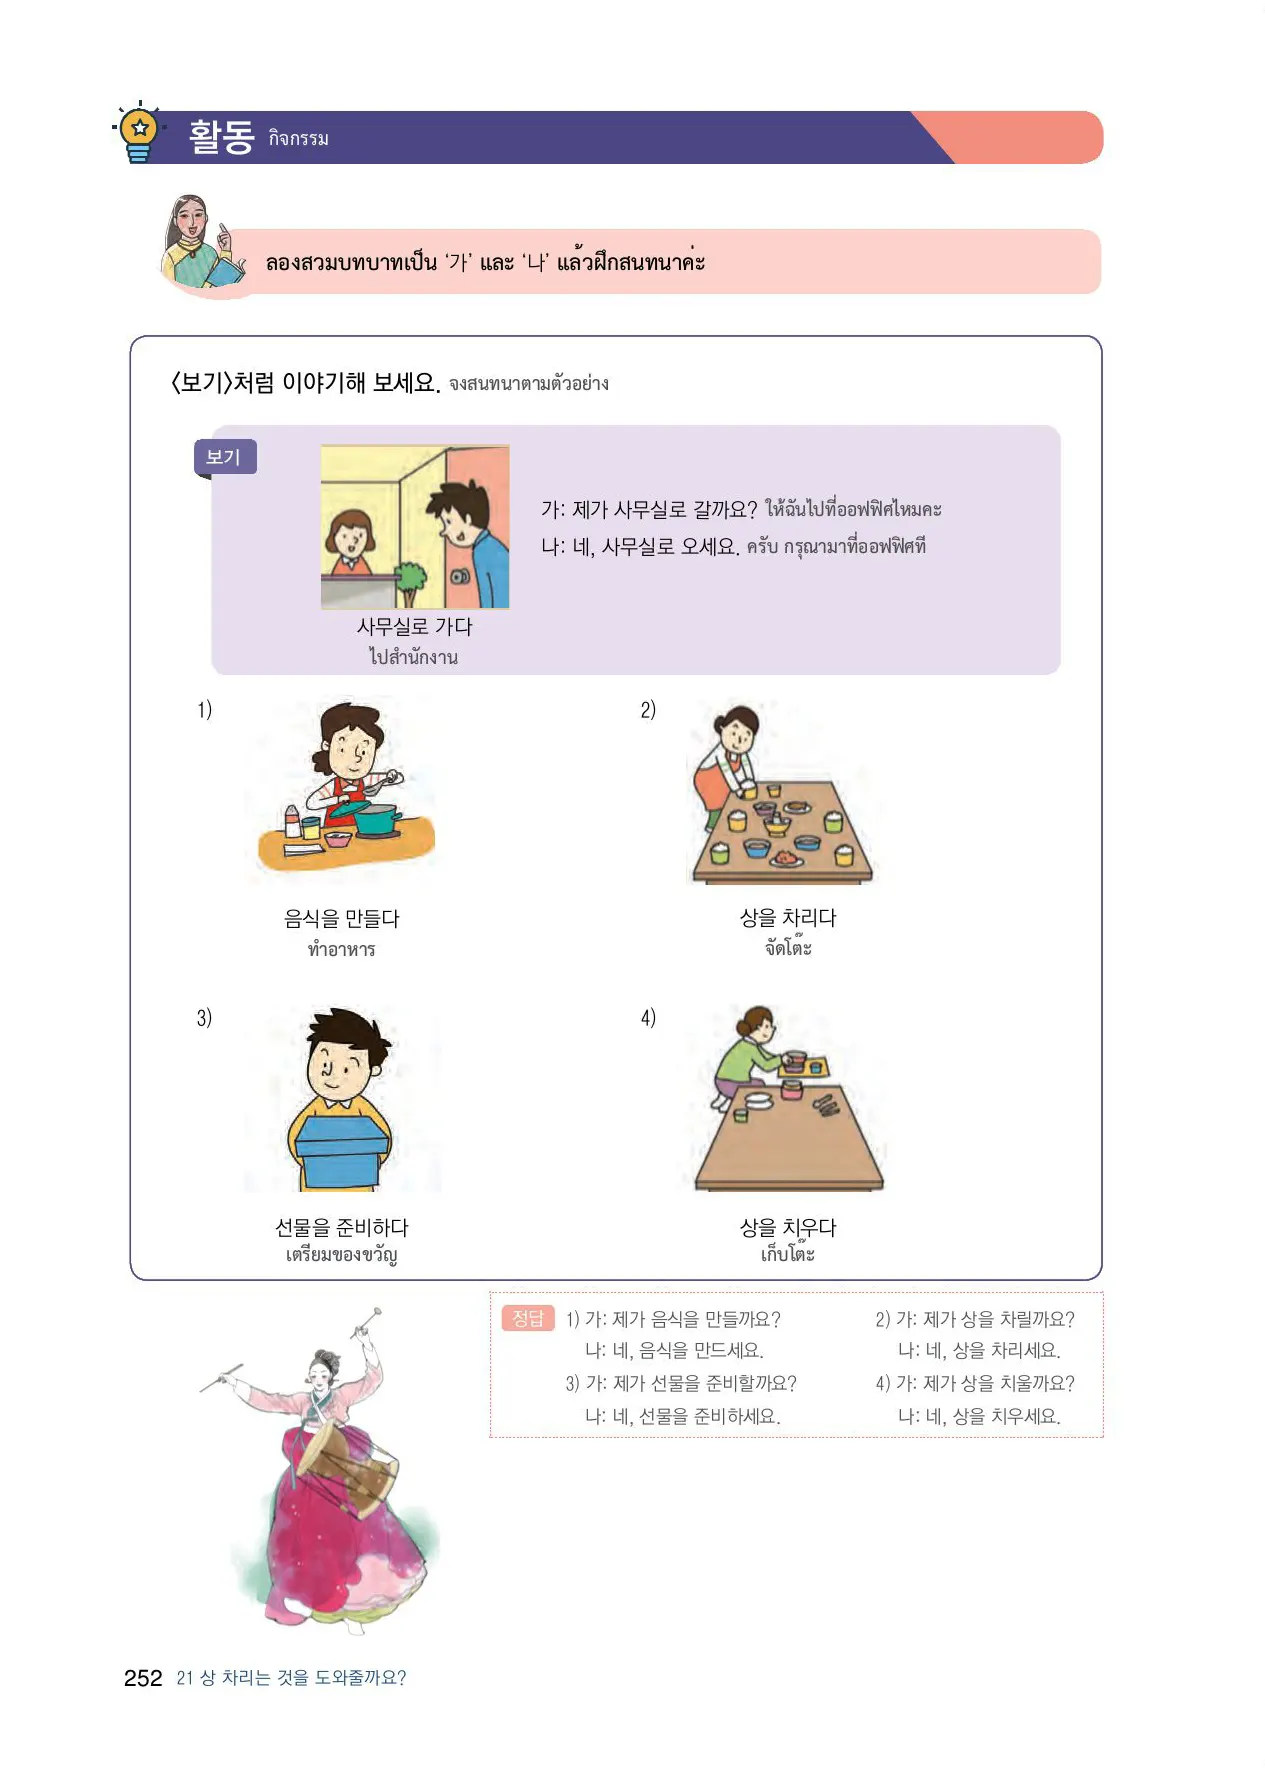 활동 กิจกรรม
ลองสวมบทบาทเป็น ‘가’ และ ‘나’ แล้วฝึกสนทนาค่ะ
〈보기〉처럼 이야기해 보세요. จงสนทนาตามตัวอย่าง
보기
가: 제가 사무실로 갈까요? ให้ฉันไปที่ออฟฟิศไหมคะ
나: 네, 사무실로 오세요. ครับ กรุณามาที่ออฟฟิศที
사무실로 가다
ไปสำนักงาน
1)
음식을 만들다
ทำอาหาร
2)
상을 차리다
จัดโต๊ะ
3)
선물을 준비하다
เตรียมของขวัญ
4)
상을 치우다
เก็บโต๊ะ
정답
1) 가: 제가 음식을 만들까요?
나: 네, 음식을 만드세요.
2) 가: 제가 상을 차릴까요?
나: 네, 상을 차리세요.
3) 가: 제가 선물을 준비할까요?
나: 네, 선물을 준비하세요.
4) 가: 제가 상을 치울까요?
나: 네, 상을 치우세요.
252 21 상 차리는 것을 도와줄까요?